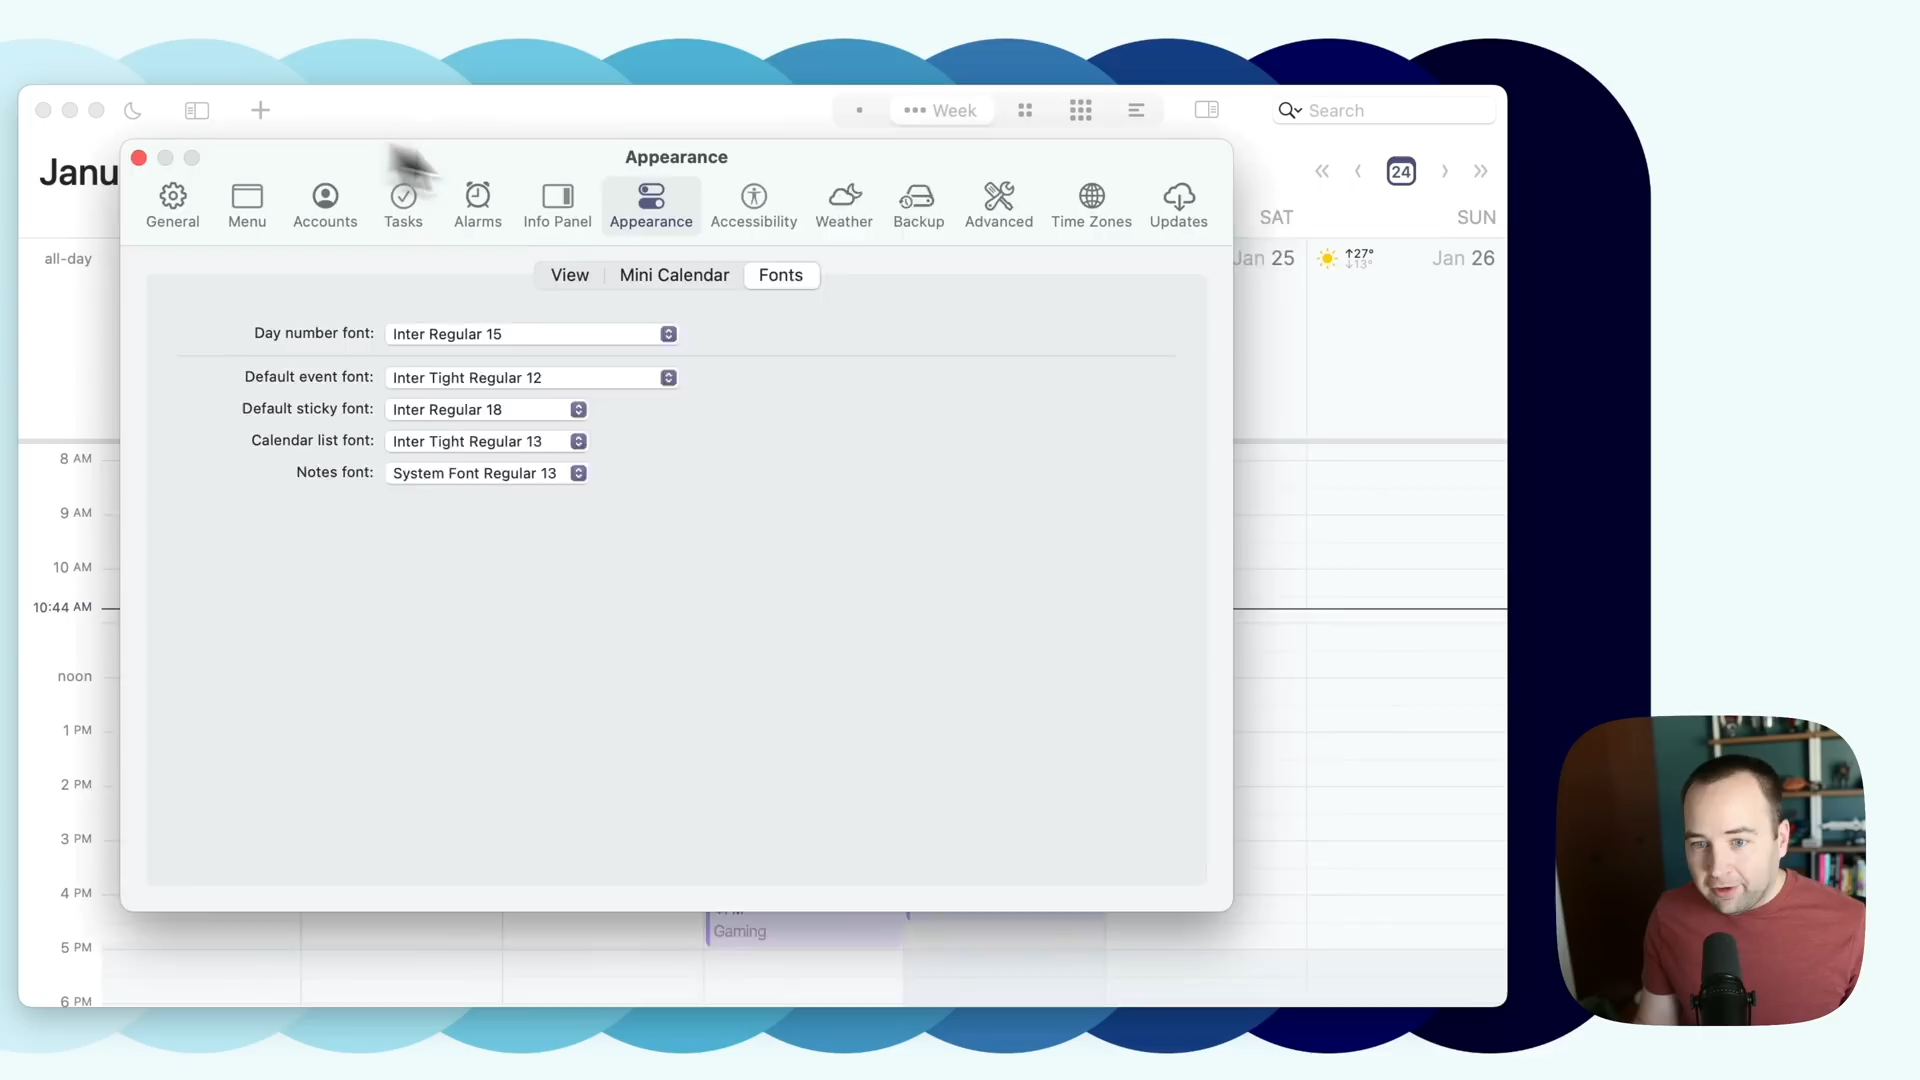 Week
Search
Janu
24
SAT
SUN
all-day
Jan 25
↑27°
↓13°
Jan 26
Appearance
General
Menu
Accounts
Tasks
Alarms
Info Panel
Appearance
Accessibility
Weather
Backup
Advanced
Time Zones
Updates
View
Mini Calendar
Fonts
Day number font: Inter Regular 15
Default event font: Inter Tight Regular 12
Default sticky font: Inter Regular 18
Calendar list font: Inter Tight Regular 13
Notes font: System Font Regular 13
8 AM
9 AM
10 AM
10:44 AM
noon
1 PM
2 PM
3 PM
4 PM
5 PM
6 PM
Gaming